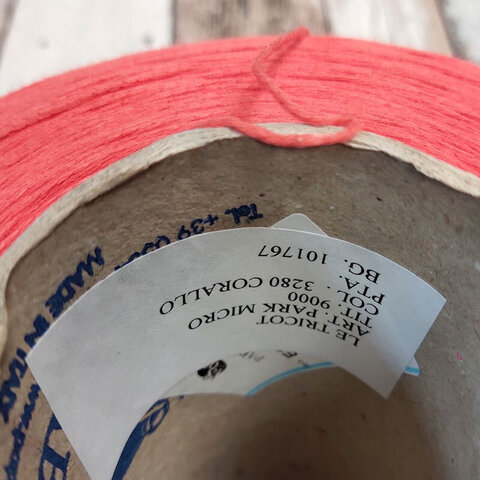 LE TRICOT
ART. PARK MICRO
TIT. 9000
COL. 3280 CORALLO
PTA. .
BG. 101767
Tel. +39
MADE IN ITALY